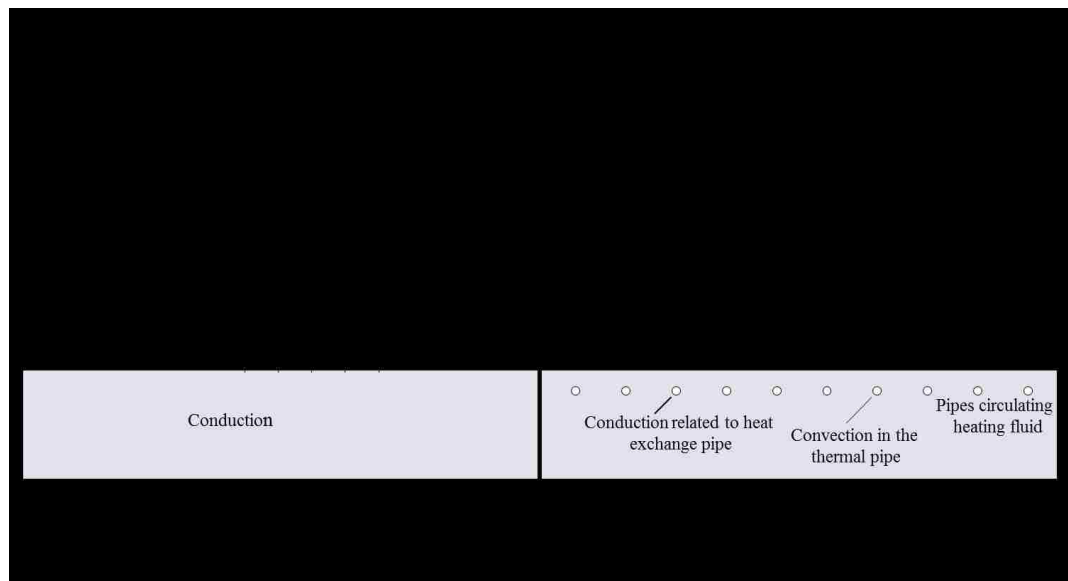 Conduction
Conduction related to heat
exchange pipe
Convection in the
thermal pipe
Pipes circulating
heating fluid